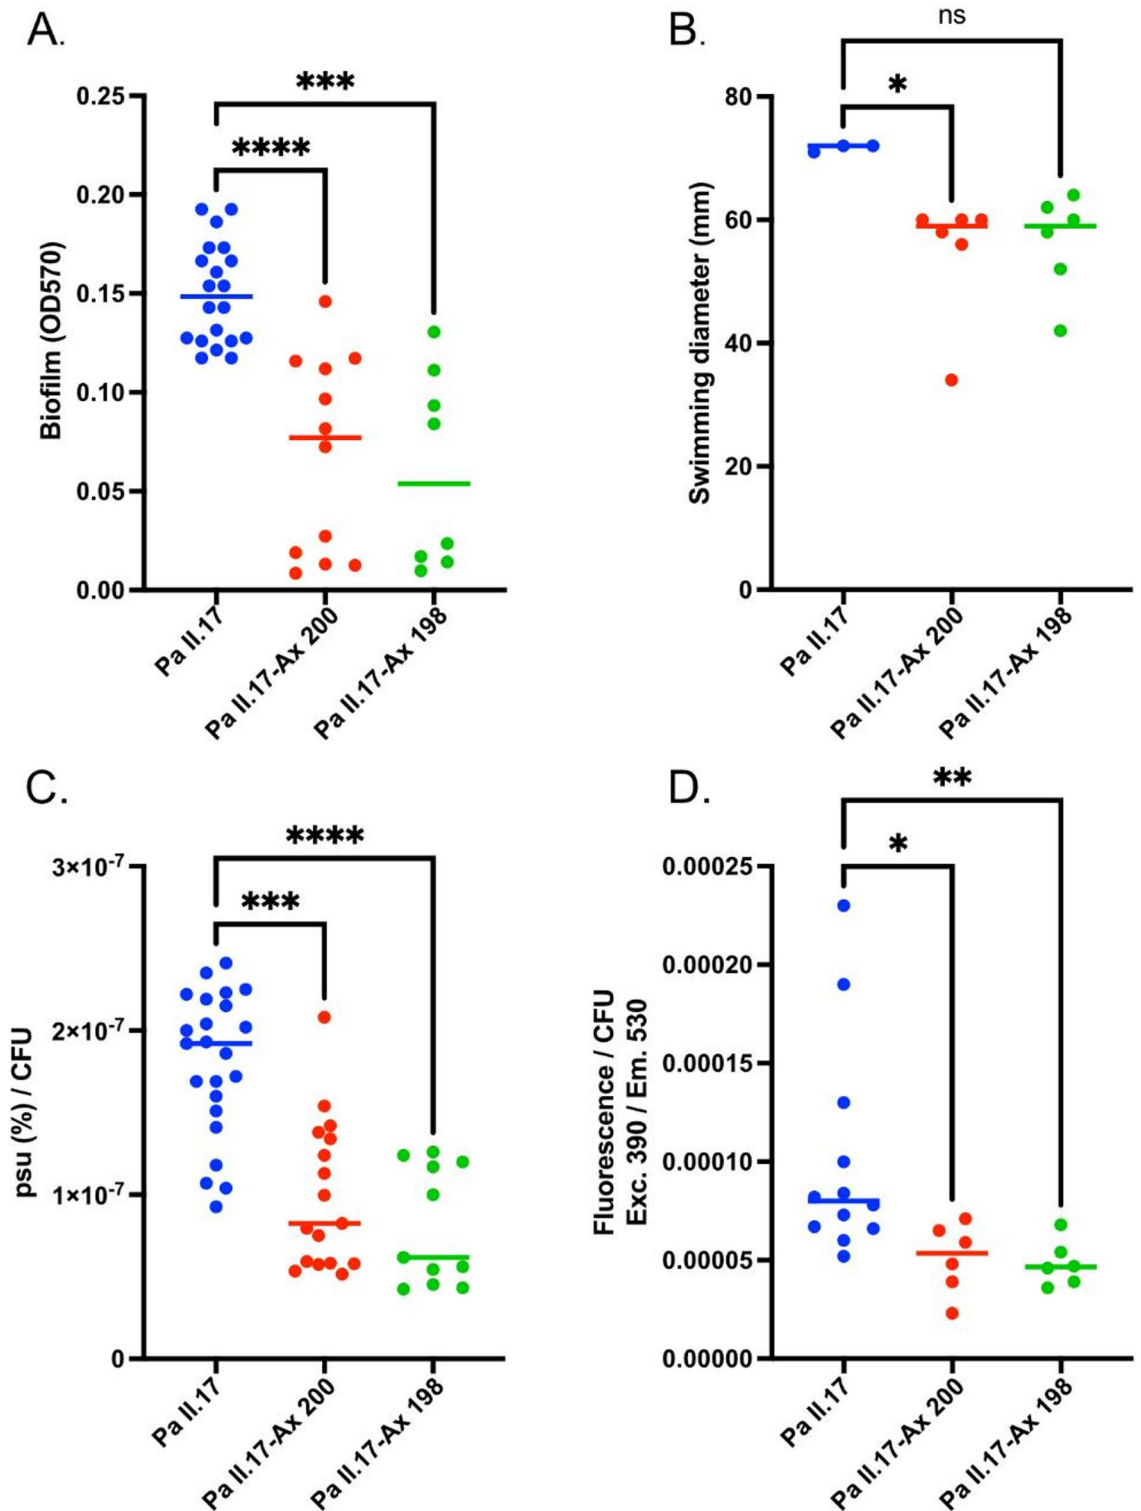 A.
***
****
0.25
0.20
0.15
0.10
0.05
0.00
Biofilm (OD570)
Pa II.17
Pa II.17-Ax 200
Pa II.17-Ax 198
B.
ns
*
80
60
40
20
0
Swimming diameter (mm)
Pa II.17
Pa II.17-Ax 200
Pa II.17-Ax 198
C.
****
***
3×10⁻⁷
2×10⁻⁷
1×10⁻⁷
0
psu (%) / CFU
Pa II.17
Pa II.17-Ax 200
Pa II.17-Ax 198
D.
**
*
0.00025
0.00020
0.00015
0.00010
0.00005
0.00000
Fluorescence / CFU
Exc. 390 / Em. 530
Pa II.17
Pa II.17-Ax 200
Pa II.17-Ax 198